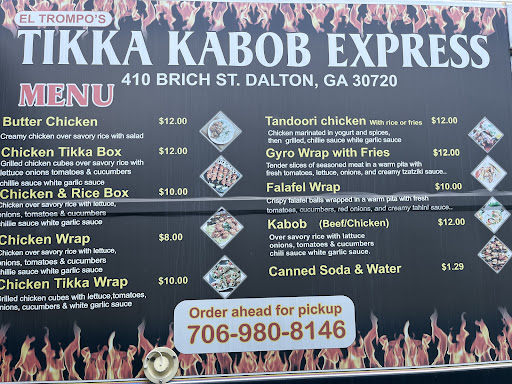 EL TROMPO'S
TIKKA KABOB EXPRESS
410 BRICH ST. DALTON, GA 30720
MENU
Butter Chicken $12.00
Creamy chicken over savory rice with salad
Chicken Tikka Box $12.00
Grilled chicken cubes over savory rice with
lettuce onions tomatoes & cucumbers
chillie sauce white garlic sauce
Chicken & Rice Box $10.00
Chicken over savory rice with lettuce,
onions, tomatoes & cucumbers
chillie sauce white garlic sauce
Chicken Wrap $8.00
Chicken over savory rice with lettuce,
onions, tomatoes & cucumbers
chillie sauce white garlic sauce
Chicken Tikka Wrap $10.00
Grilled chicken cubes with lettuce,tomatoes,
onions, cucumbers & white garlic sauce
Tandoori chicken With rice or fries $12.00
Chicken marinated in yogurt and spices,
then grilled, chillie sauce white garlic sauce
Gyro Wrap with Fries $12.00
Tender slices of seasoned meat in a warm pita with
fresh tomatoes, lettuce, onions, and creamy tzatziki sauce..
Falafel Wrap $10.00
Crispy falafel balls wrapped in a warm pita with fresh
tomatoes, cucumbers, red onions, and creamy tahini sauce..
Kabob (Beef/Chicken) $12.00
Over savory rice with lattuce
onions, tomatoes & cucumbers
chili sauce white garlic sauce.
Canned Soda & Water $1.29
Order ahead for pickup
706-980-8146